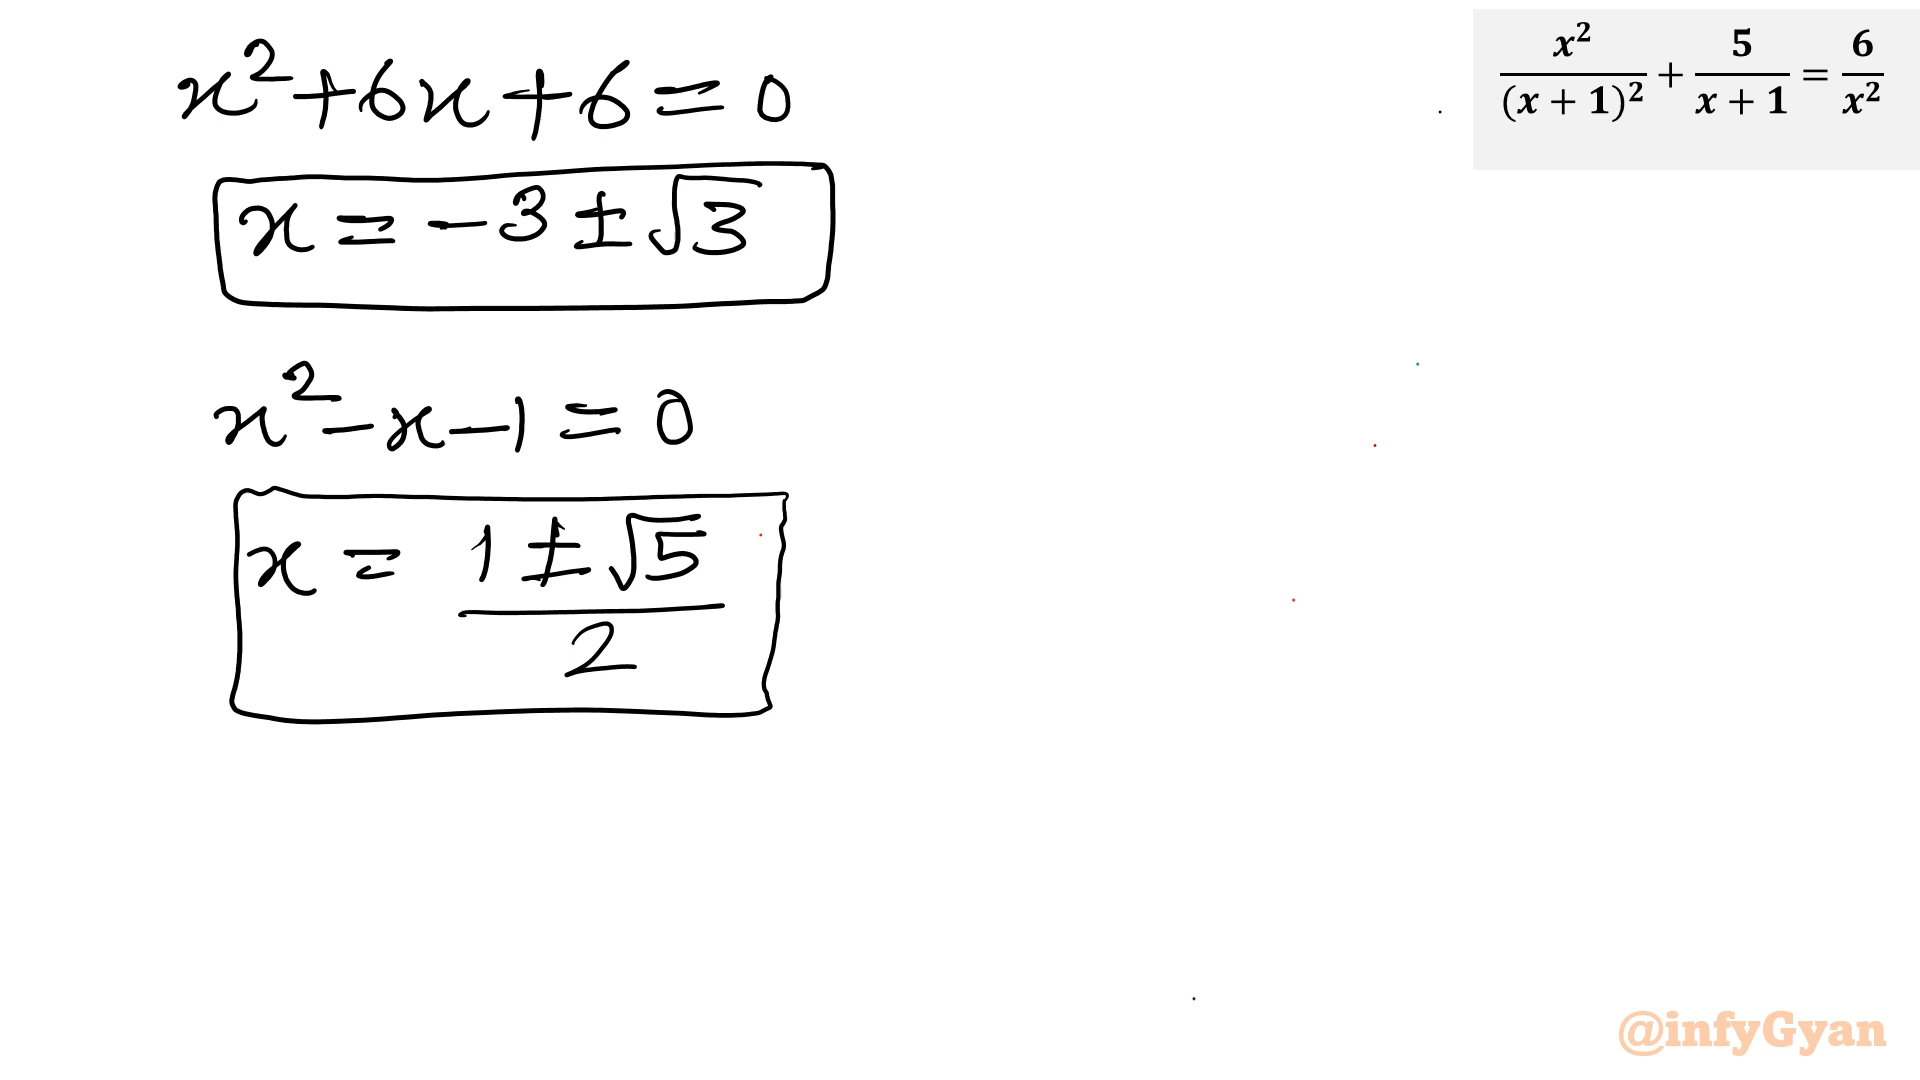 x² + 6x + 6 = 0
x = -3 ± √3
x² - x - 1 = 0
x = (1 ± √5)/2
x²/(x + 1)² + 5/(x + 1) = 6/x²
@infyGyan